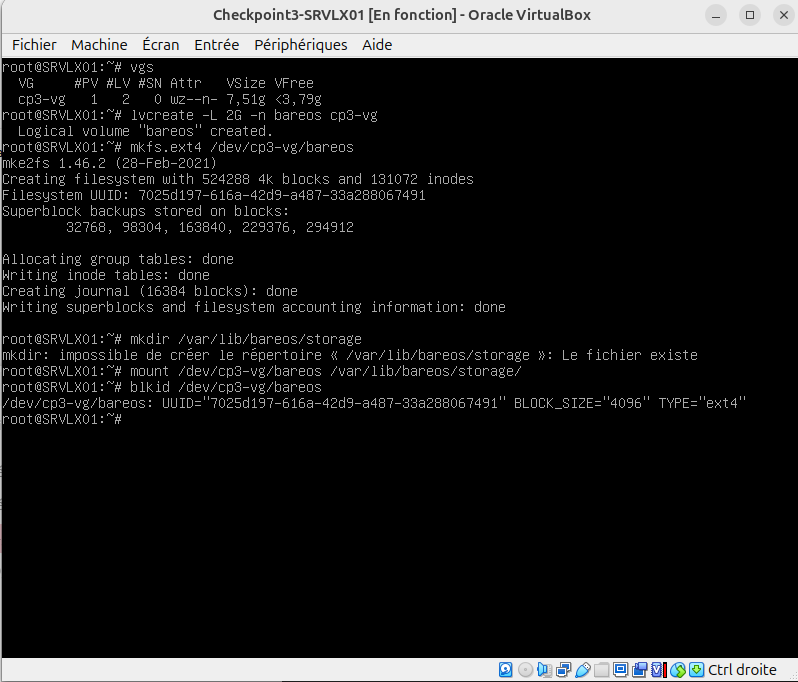 Checkpoint3-SRVLX01 [En fonction] - Oracle VirtualBox
Fichier Machine Écran Entrée Périphériques Aide
root@SRVLX01:~# vgs
  VG     #PV #LV #SN Attr   VSize VFree
  cp3-vg   1   2   0 wz--n- 7,51g <3,79g
root@SRVLX01:~# lvcreate -L 2G -n bareos cp3-vg
  Logical volume "bareos" created.
root@SRVLX01:~# mkfs.ext4 /dev/cp3-vg/bareos
mke2fs 1.46.2 (28-Feb-2021)
Creating filesystem with 524288 4k blocks and 131072 inodes
Filesystem UUID: 7025d197-616a-42d9-a487-33a288067491
Superblock backups stored on blocks:
        32768, 98304, 163840, 229376, 294912
Allocating group tables: done
Writing inode tables: done
Creating journal (16384 blocks): done
Writing superblocks and filesystem accounting information: done
root@SRVLX01:~# mkdir /var/lib/bareos/storage
mkdir: impossible de créer le répertoire « /var/lib/bareos/storage »: Le fichier existe
root@SRVLX01:~# mount /dev/cp3-vg/bareos /var/lib/bareos/storage/
root@SRVLX01:~# blkid /dev/cp3-vg/bareos
/dev/cp3-vg/bareos: UUID="7025d197-616a-42d9-a487-33a288067491" BLOCK_SIZE="4096" TYPE="ext4"
root@SRVLX01:~#
Ctrl droite